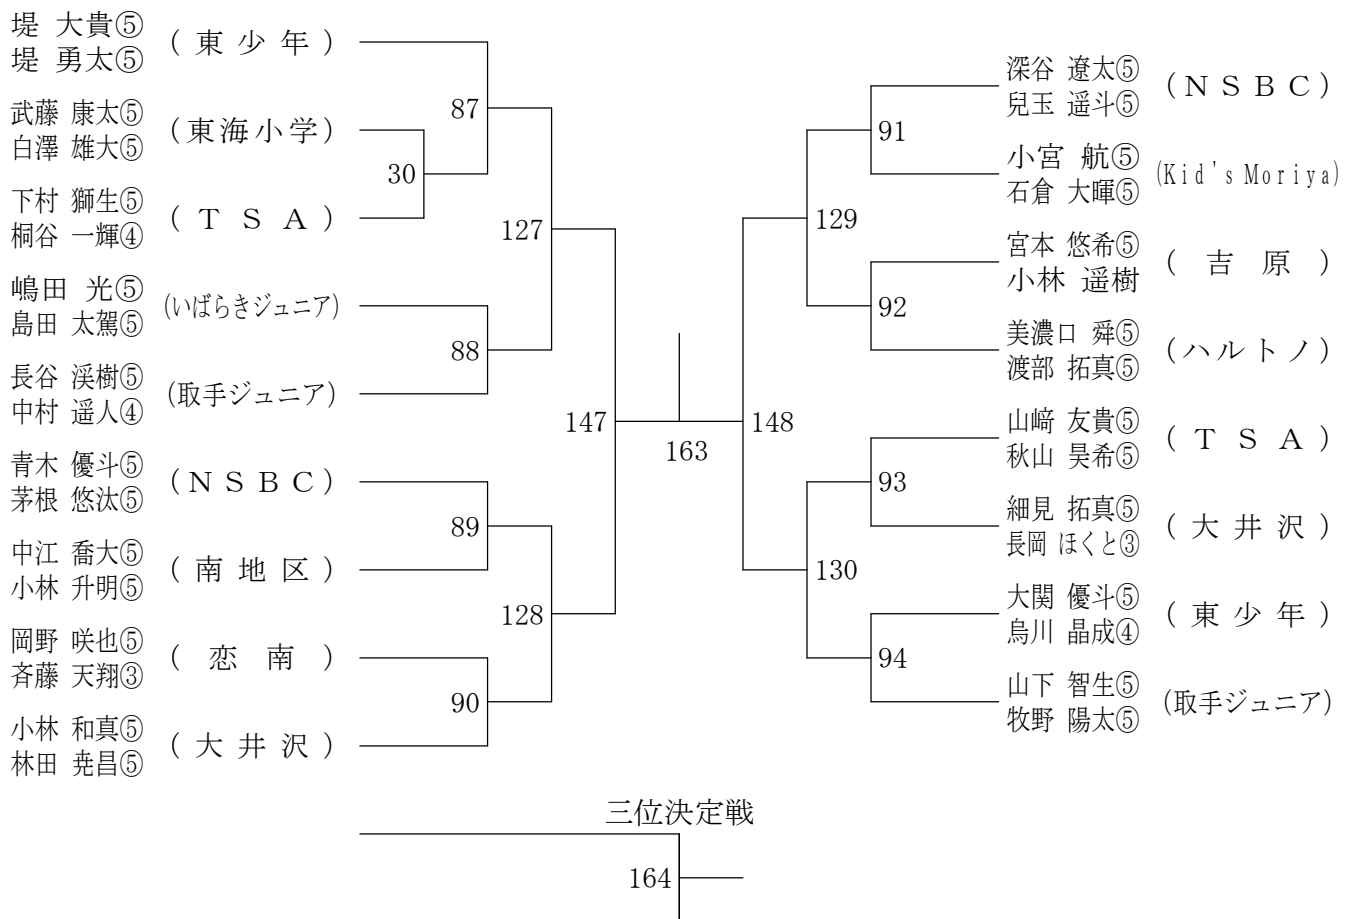 堤 大貴⑤
堤 勇太⑤
(東少年)
武藤 康太⑤
白澤 雄大⑤
(東海小学)
下村 獅生⑤
桐谷 一輝④
(TSA)
嶋田 光⑤
島田 太駕⑤
(いばらきジュニア)
長谷 渓樹⑤
中村 遥人④
(取手ジュニア)
青木 優斗⑤
茅根 悠汰⑤
(NSBC)
中江 喬大⑤
小林 升明⑤
(南地区)
岡野 咲也⑤
斉藤 天翔③
(恋南)
小林 和真⑤
林田 尭昌⑤
(大井沢)
30
87
88
89
90
127
128
147
163
148
129
130
91
92
93
94
深谷 遼太⑤
兒玉 遥斗⑤
(NSBC)
小宮 航⑤
石倉 大暉⑤
(Kid's Moriya)
宮本 悠希⑤
小林 遥樹
(吉原)
美濃口 舜⑤
渡部 拓真⑤
(ハルトノ)
山﨑 友貴⑤
秋山 昊希⑤
(TSA)
細見 拓真⑤
長岡 ほくと③
(大井沢)
大関 優斗⑤
烏川 晶成④
(東少年)
山下 智生⑤
牧野 陽太⑤
(取手ジュニア)
三位決定戦
164